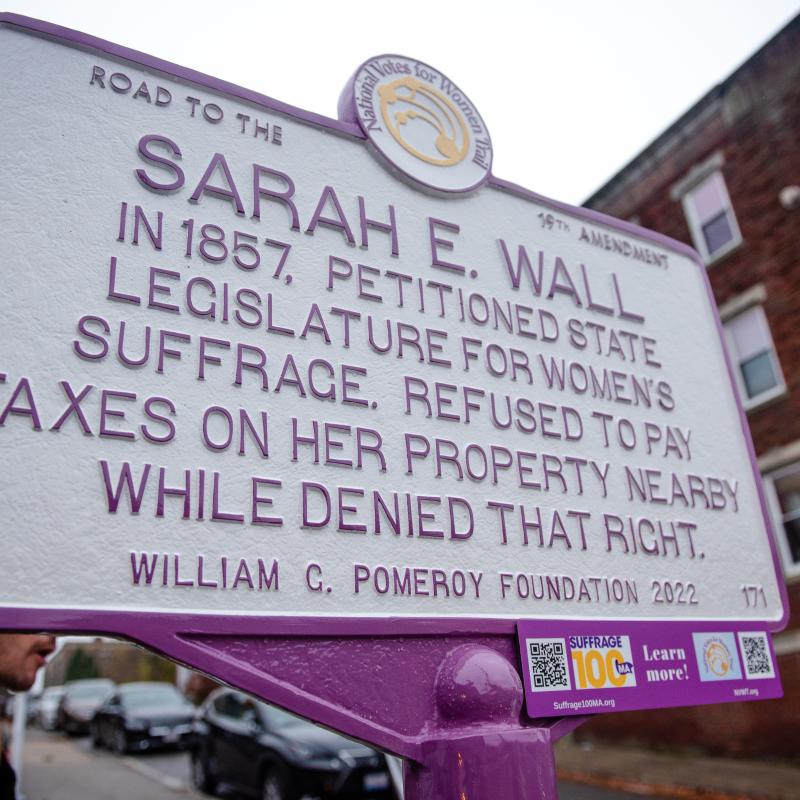 National Votes for Women Trail
ROAD TO THE
19TH AMENDMENT
SARAH E. WALL
IN 1857, PETITIONED STATE
LEGISLATURE FOR WOMEN'S
SUFFRAGE. REFUSED TO PAY
TAXES ON HER PROPERTY NEARBY
WHILE DENIED THAT RIGHT.
WILLIAM G. POMEROY FOUNDATION 2022
171
SUFFRAGE
100
MA
Suffrage100MA.org
Learn
more!
NVWT.org